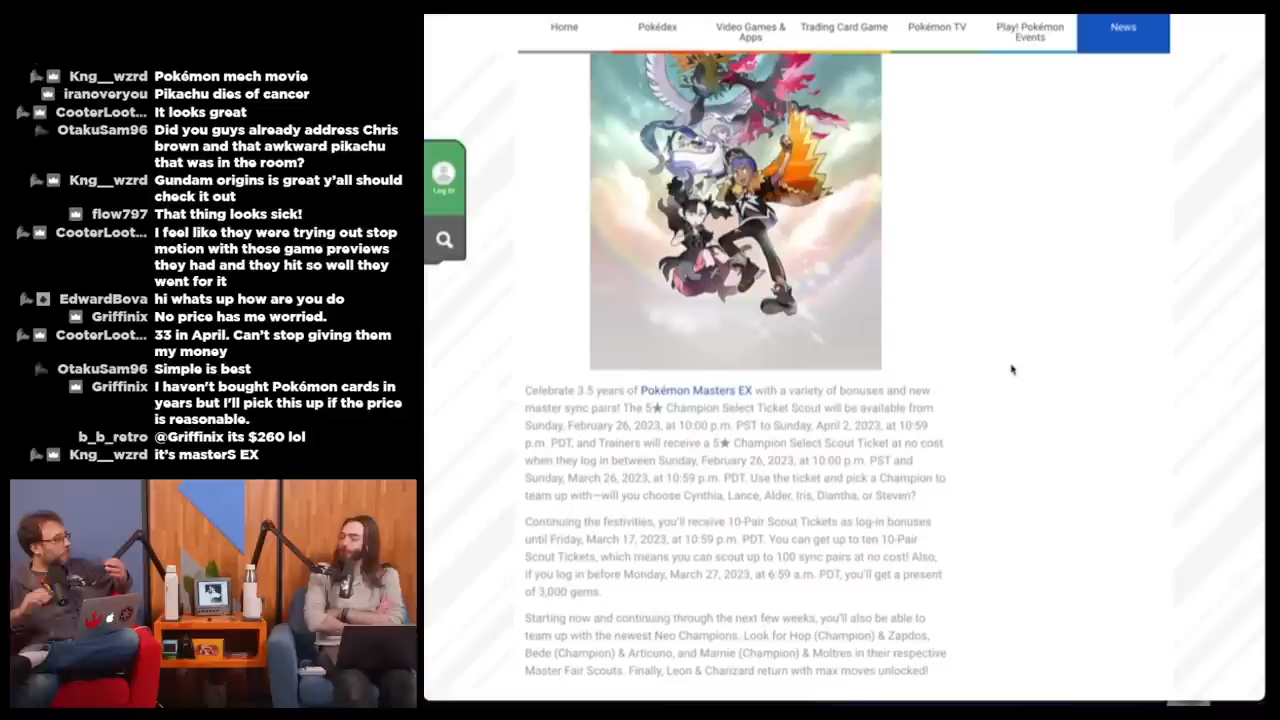 Home
Pokédex
Video Games &
Apps
Trading Card Game
Pokémon TV
Play! Pokémon
Events
News
Kng__wzrd Pokémon mech movie
iranoveryou Pikachu dies of cancer
CooterLoot... It looks great
OtakuSam96 Did you guys already address Chris
brown and that awkward pikachu
that was in the room?
Kng__wzrd Gundam origins is great y'all should
check it out
flow797 That thing looks sick!
CooterLoot... I feel like they were trying out stop
motion with those game previews
they had and they hit so well they
went for it
EdwardBova hi whats up how are you do
Griffinix No price has me worried.
CooterLoot... 33 in April. Can't stop giving them
my money
OtakuSam96 Simple is best
Griffinix I haven't bought Pokémon cards in
years but I'll pick this up if the price
is reasonable.
b_b_retro @Griffinix its $260 lol
Kng__wzrd it's masterS EX
Log In
Celebrate 3.5 years of Pokémon Masters EX with a variety of bonuses and new
master sync pairs! The 5★ Champion Select Ticket Scout will be available from
Sunday, February 26, 2023, at 10:00 p.m. PST to Sunday, April 2, 2023, at 10:59
p.m. PDT, and Trainers will receive a 5★ Champion Select Scout Ticket at no cost
when they log in between Sunday, February 26, 2023, at 10:00 p.m. PST and
Sunday, March 26, 2023, at 10:59 p.m. PDT. Use the ticket and pick a Champion to
team up with—will you choose Cynthia, Lance, Alder, Iris, Diantha, or Steven?
Continuing the festivities, you'll receive 10-Pair Scout Tickets as log-in bonuses
until Friday, March 17, 2023, at 10:59 p.m. PDT. You can get up to ten 10-Pair
Scout Tickets, which means you can scout up to 100 sync pairs at no cost! Also,
if you log in before Monday, March 27, 2023, at 6:59 a.m. PDT, you'll get a present
of 3,000 gems.
Starting now and continuing through the next few weeks, you'll also be able to
team up with the newest Neo Champions. Look for Hop (Champion) & Zapdos,
Bede (Champion) & Articuno, and Marnie (Champion) & Moltres in their respective
Master Fair Scouts. Finally, Leon & Charizard return with max moves unlocked!